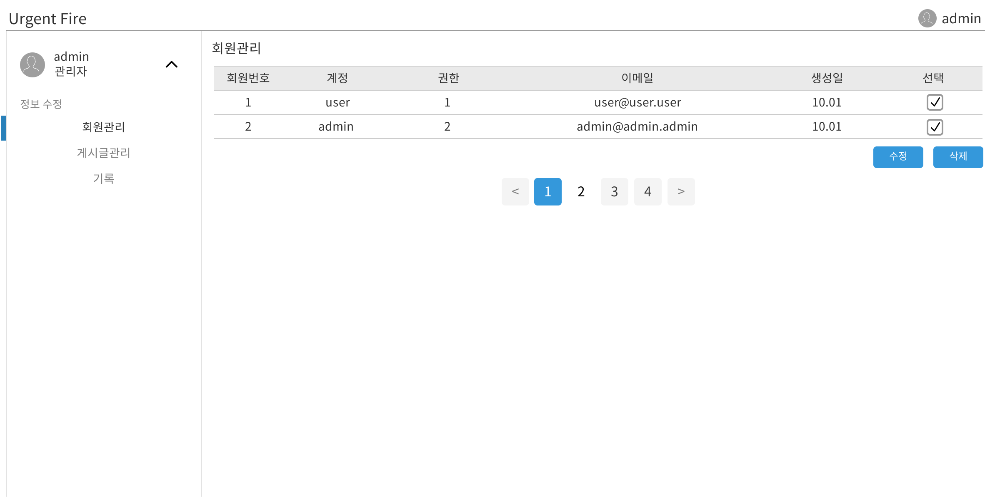 Urgent Fire
admin
admin
관리자
정보 수정
회원관리
게시글관리
기록
회원관리
회원번호 계정 권한 이메일 생성일 선택
1 user 1 user@user.user 10.01
2 admin 2 admin@admin.admin 10.01
수정 삭제
< 1 2 3 4 >